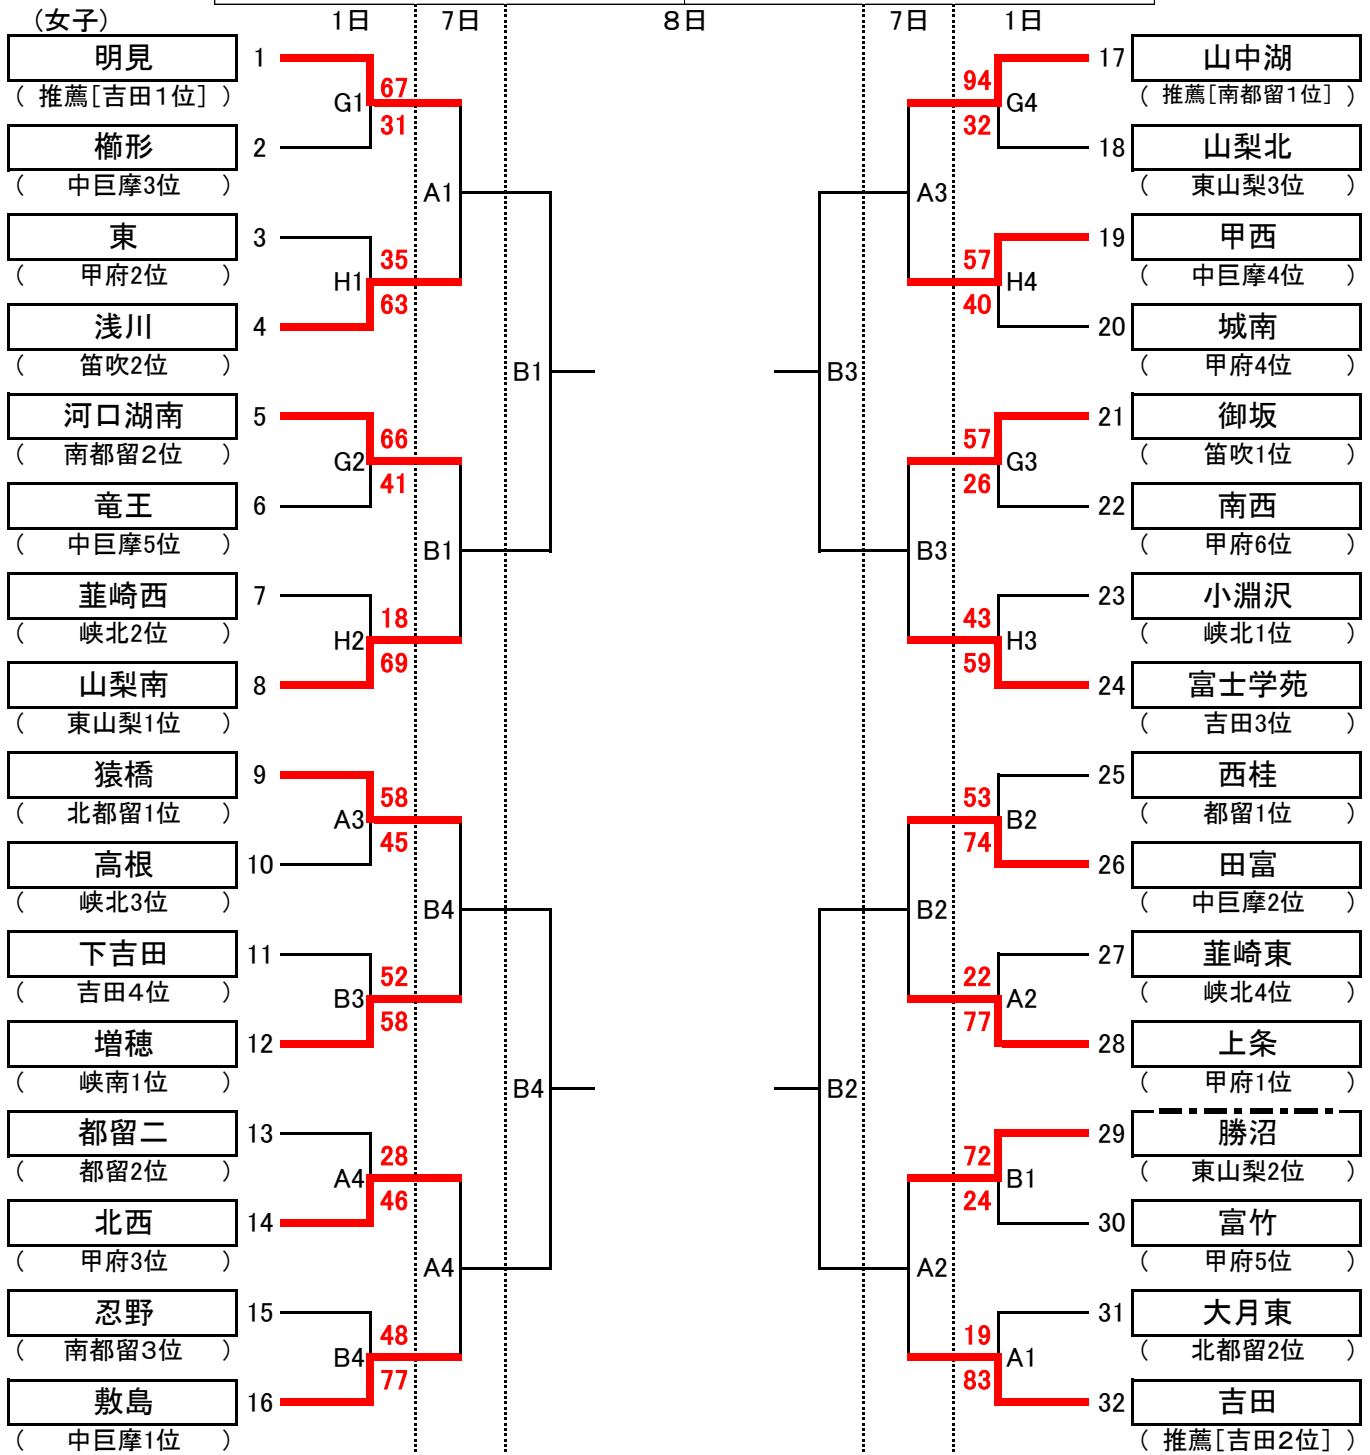 (女子) 1日 7日 8日 7日 1日
明見 1
( 推薦[吉田1位] )
G1 67
31
櫛形 2
( 中巨摩3位 )
A1
東 3
( 甲府2位 )
H1 35
63
浅川 4
( 笛吹2位 )
B1
河口湖南 5
( 南都留2位 )
G2 66
41
竜王 6
( 中巨摩5位 )
B1
韮崎西 7
( 峡北2位 )
H2 18
69
山梨南 8
( 東山梨1位 )
猿橋 9
( 北都留1位 )
A3 58
45
高根 10
( 峡北3位 )
B4
下吉田 11
( 吉田4位 )
B3 52
58
増穂 12
( 峡南1位 )
B4
都留二 13
( 都留2位 )
A4 28
46
北西 14
( 甲府3位 )
A4
忍野 15
( 南都留3位 )
B4 48
77
敷島 16
( 中巨摩1位 )
17 山中湖
( 推薦[南都留1位] )
94 G4
32
18 山梨北
( 東山梨3位 )
A3
19 甲西
( 中巨摩4位 )
57 H4
40
20 城南
( 甲府4位 )
B3
21 御坂
( 笛吹1位 )
57 G3
26
22 南西
( 甲府6位 )
B3
23 小淵沢
( 峡北1位 )
43 H3
59
24 富士学苑
( 吉田3位 )
25 西桂
( 都留1位 )
53 B2
74
26 田富
( 中巨摩2位 )
B2
27 韮崎東
( 峡北4位 )
22 A2
77
28 上条
( 甲府1位 )
B2
29 勝沼
( 東山梨2位 )
72 B1
24
30 富竹
( 甲府5位 )
A2
31 大月東
( 北都留2位 )
19 A1
83
32 吉田
( 推薦[吉田2位] )